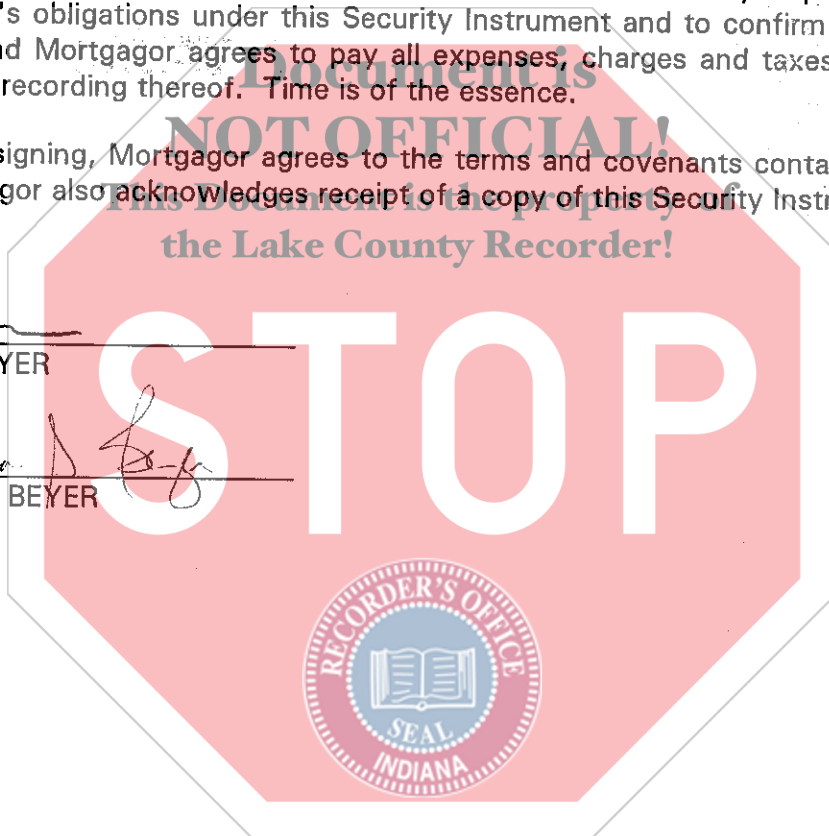 's obligations under this Security Instrument and to confirm
d Mortgagor agrees to pay all expenses, charges and taxes
recording thereof. Time is of the essence.
Document is
NOT OFFICIAL!
signing, Mortgagor agrees to the terms and covenants conta
gor also acknowledges receipt of a copy of this Security Instr
This Document is the property of
the Lake County Recorder!
STOP
YER
BEYER
RECORDER'S OFFICE
SEAL
INDIANA